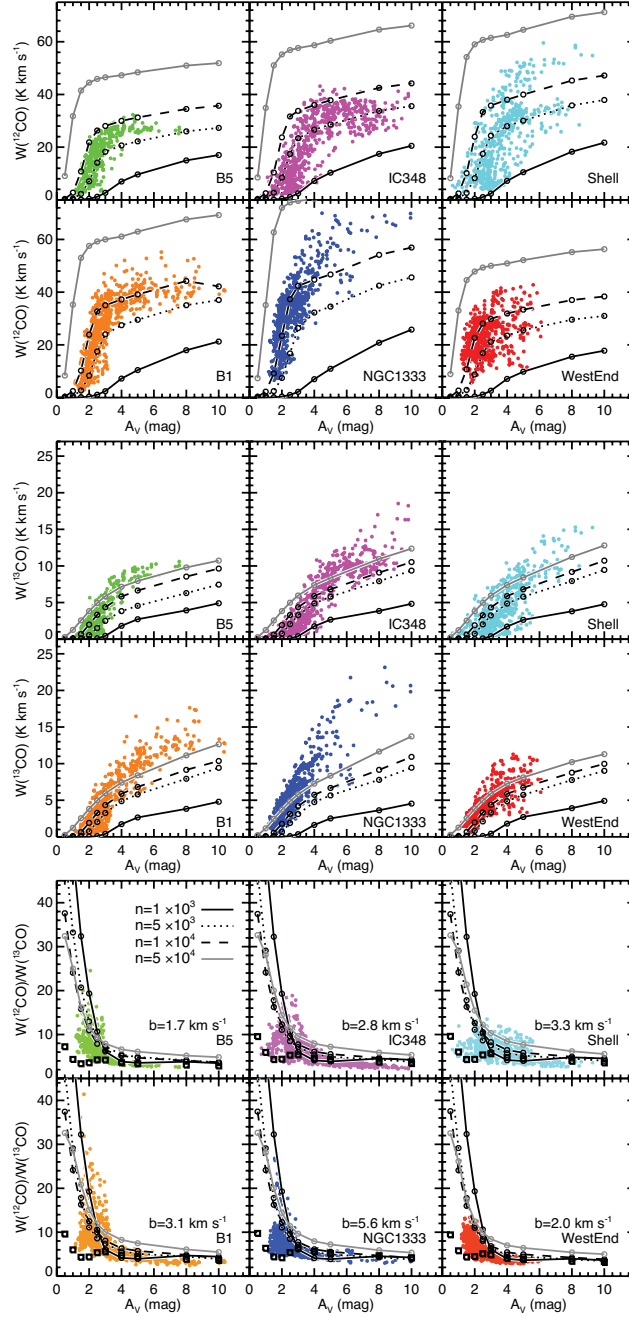 W(¹²CO) (K km s⁻¹)
60
40
20
0
B5
IC348
Shell
W(¹²CO) (K km s⁻¹)
60
40
20
0
B1
NGC1333
WestEnd
0 2 4 6 8 10
0 2 4 6 8 10
0 2 4 6 8 10
A_V (mag)
A_V (mag)
A_V (mag)
W(¹³CO) (K km s⁻¹)
25
20
15
10
5
0
B5
IC348
Shell
W(¹³CO) (K km s⁻¹)
25
20
15
10
5
0
B1
NGC1333
WestEnd
0 2 4 6 8 10
0 2 4 6 8 10
0 2 4 6 8 10
A_V (mag)
A_V (mag)
A_V (mag)
W(¹²CO)/W(¹³CO)
40
30
20
10
0
n=1 ×10³
n=5 ×10³
n=1 ×10⁴
n=5 ×10⁴
b=1.7 km s⁻¹
B5
b=2.8 km s⁻¹
IC348
b=3.3 km s⁻¹
Shell
W(¹²CO)/W(¹³CO)
40
30
20
10
0
b=3.1 km s⁻¹
B1
b=5.6 km s⁻¹
NGC1333
b=2.0 km s⁻¹
WestEnd
0 2 4 6 8 10
0 2 4 6 8 10
0 2 4 6 8 10
A_V (mag)
A_V (mag)
A_V (mag)